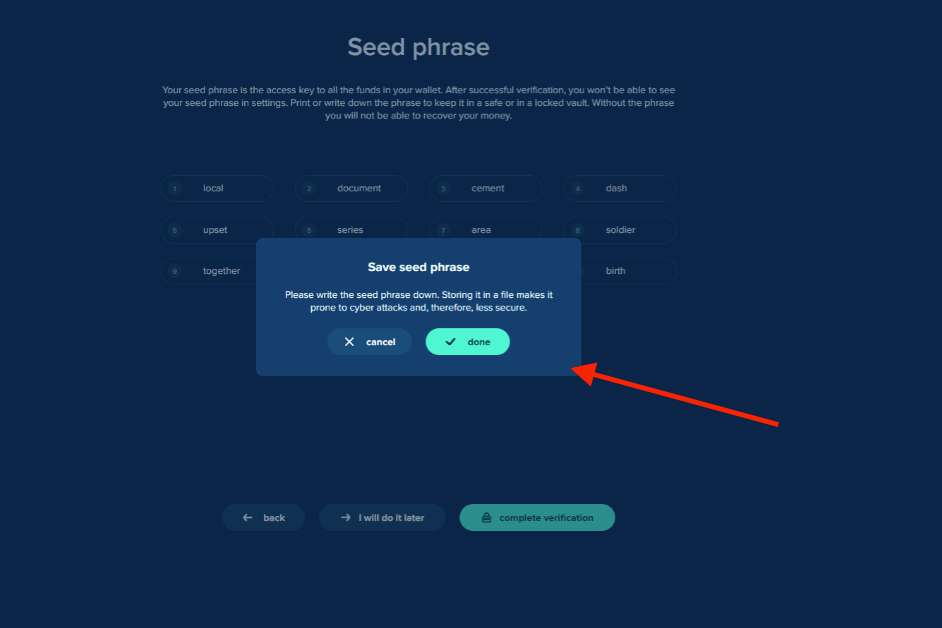 Seed phrase
Your seed phrase is the access key to all the funds in your wallet. After successful verification, you won't be able to see
your seed phrase in settings. Print or write down the phrase to keep it in a safe or in a locked vault. Without the phrase
you will not be able to recover your money.
1 local 2 document 3 cement 4 dash
5 upset 6 series 7 area 8 soldier
9 together birth
Save seed phrase
Please write the seed phrase down. Storing it in a file makes it
prone to cyber attacks and, therefore, less secure.
cancel done
back I will do it later complete verification